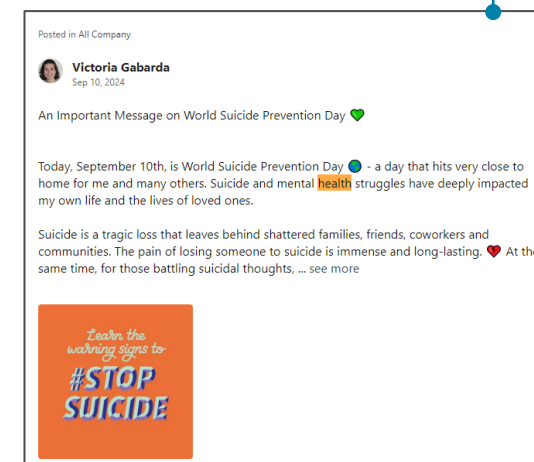 Posted in All Company
Victoria Gabarda
Sep 10, 2024
An Important Message on World Suicide Prevention Day 💚
Today, September 10th, is World Suicide Prevention Day 🌎 - a day that hits very close to
home for me and many others. Suicide and mental health struggles have deeply impacted
my own life and the lives of loved ones.
Suicide is a tragic loss that leaves behind shattered families, friends, coworkers and
communities. The pain of losing someone to suicide is immense and long-lasting. 💔 At the
same time, for those battling suicidal thoughts, ... see more
Learn the
warning signs to
#STOP
SUICIDE